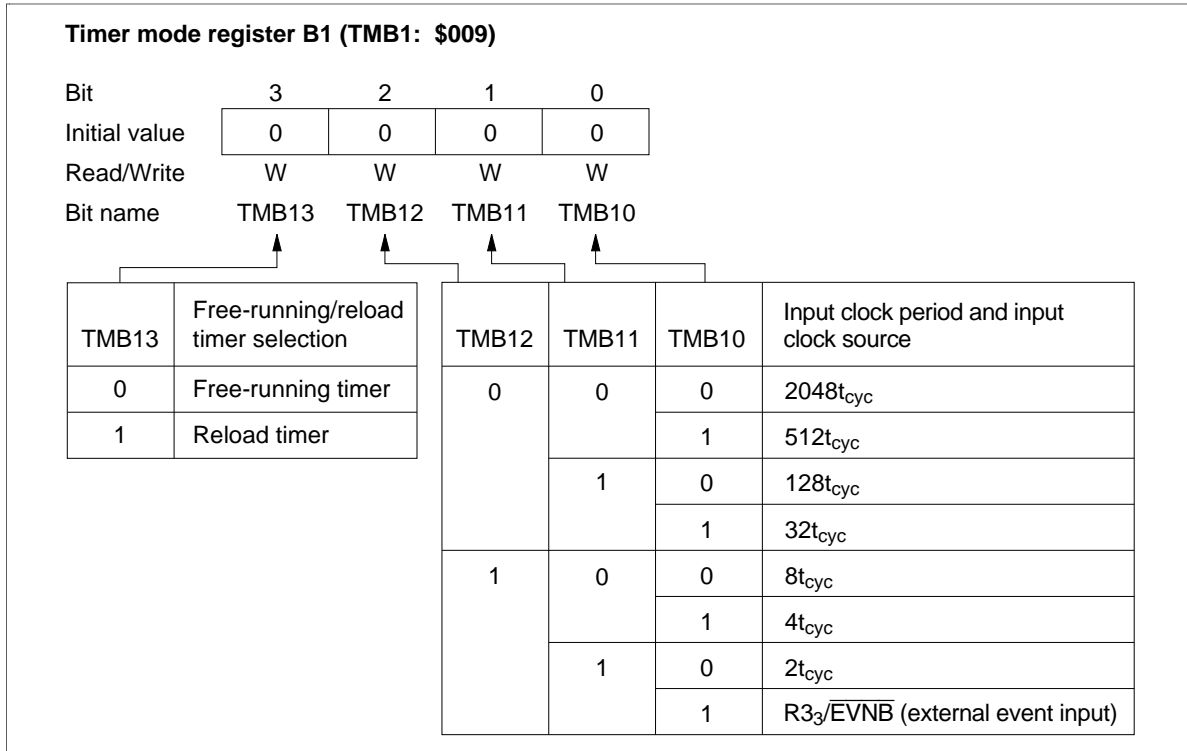 Timer mode register B1 (TMB1: $009)
Bit 3 2 1 0
Initial value 0 0 0 0
Read/Write W W W W
Bit name TMB13 TMB12 TMB11 TMB10
TMB13 Free-running/reload timer selection
0 Free-running timer
1 Reload timer
TMB12 TMB11 TMB10 Input clock period and input clock source
0 0 0 2048tcyc
1 512tcyc
1 0 128tcyc
1 32tcyc
1 0 0 8tcyc
1 4tcyc
1 0 2tcyc
1 R33/EVNB (external event input)